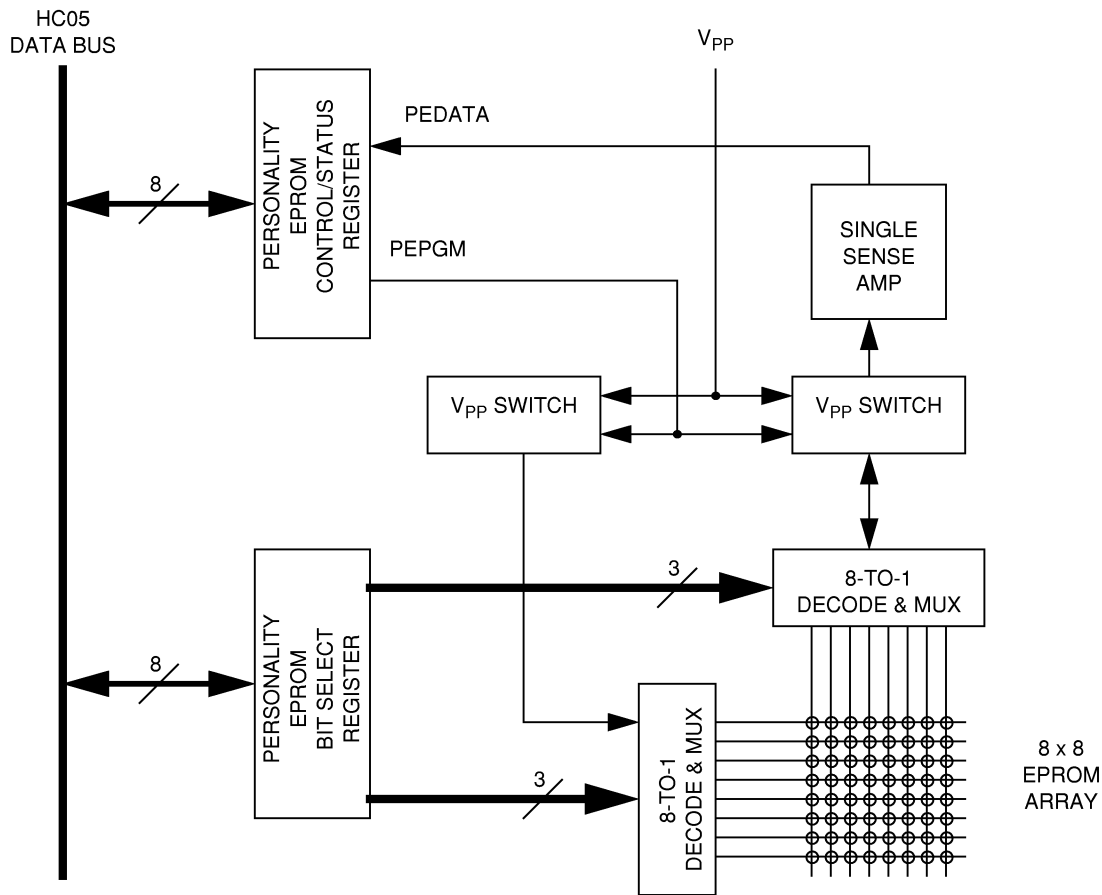 HC05
DATA BUS
VPP
PERSONALITY
EPROM
CONTROL/STATUS
REGISTER
PEDATA
8
PEPGM
SINGLE
SENSE
AMP
VPP SWITCH
VPP SWITCH
PERSONALITY
EPROM
BIT SELECT
REGISTER
3
8-TO-1
DECODE & MUX
8
3
8-TO-1
DECODE & MUX
8 x 8
EPROM
ARRAY